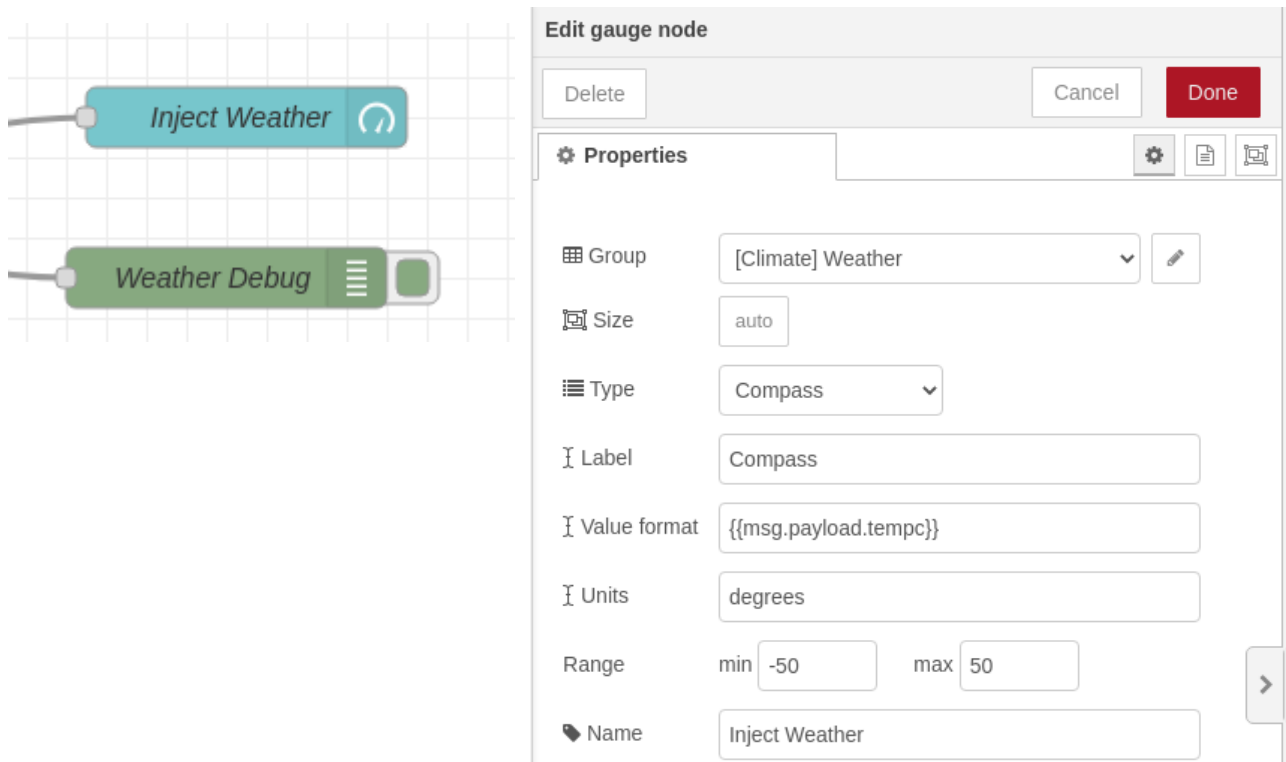 Inject Weather
Weather Debug
Edit gauge node
Delete
Cancel
Done
Properties
Group
[Climate] Weather
Size
auto
Type
Compass
Label
Compass
Value format
{{msg.payload.tempc}}
Units
degrees
Range
min
-50
max
50
Name
Inject Weather